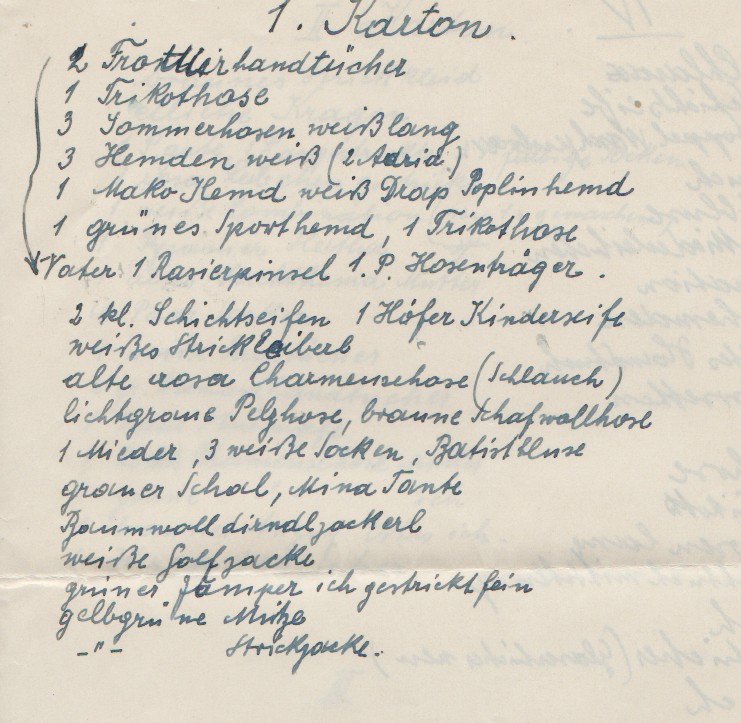 1. Karton.
2 Frottierhandtücher
1 Trikothose
3 Sommerhosen weiß lang
3 Hemden weiß (2 Adria)
1 Mako Hemd weiß Drap Poplinhemd
1 grünes Sporthemd, 1 Trikothose
Vater 1 Rasierpinsel 1 P. Hosenträger.
2 kl. Schichtseifen 1 Höfer Kinderseife
weißes Strickleiberl
alte rosa Charmeusehose (Schlauch)
lichtgraue Pelzhose, braune Schafwollhose
1 Mieder, 3 weiße Socken, Batistbluse
grauer Schal, Mina Tante
Baumwolldirndljackerl
weiße Golfjacke
grüner Jumper ich gestrickt fein
gelbgrüne Mütze
-"- Strickjacke.